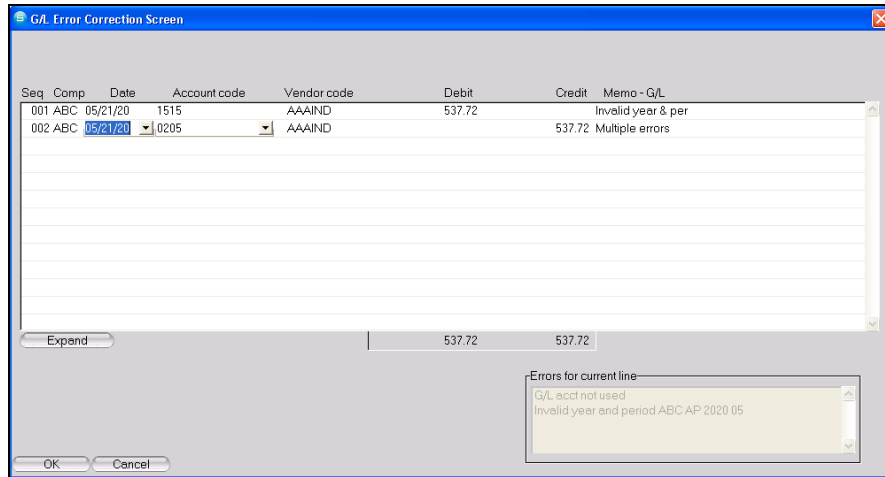 G/L Error Correction Screen
Seq Comp Date Account code Vendor code Debit Credit Memo - G/L
001 ABC 05/21/20 1515 AAAIND 537.72 Invalid year & per
002 ABC 05/21/20 0205 AAAIND 537.72 Multiple errors
Expand 537.72 537.72
Errors for current line
G/L acct not used
Invalid year and period ABC AP 2020 05
OK Cancel